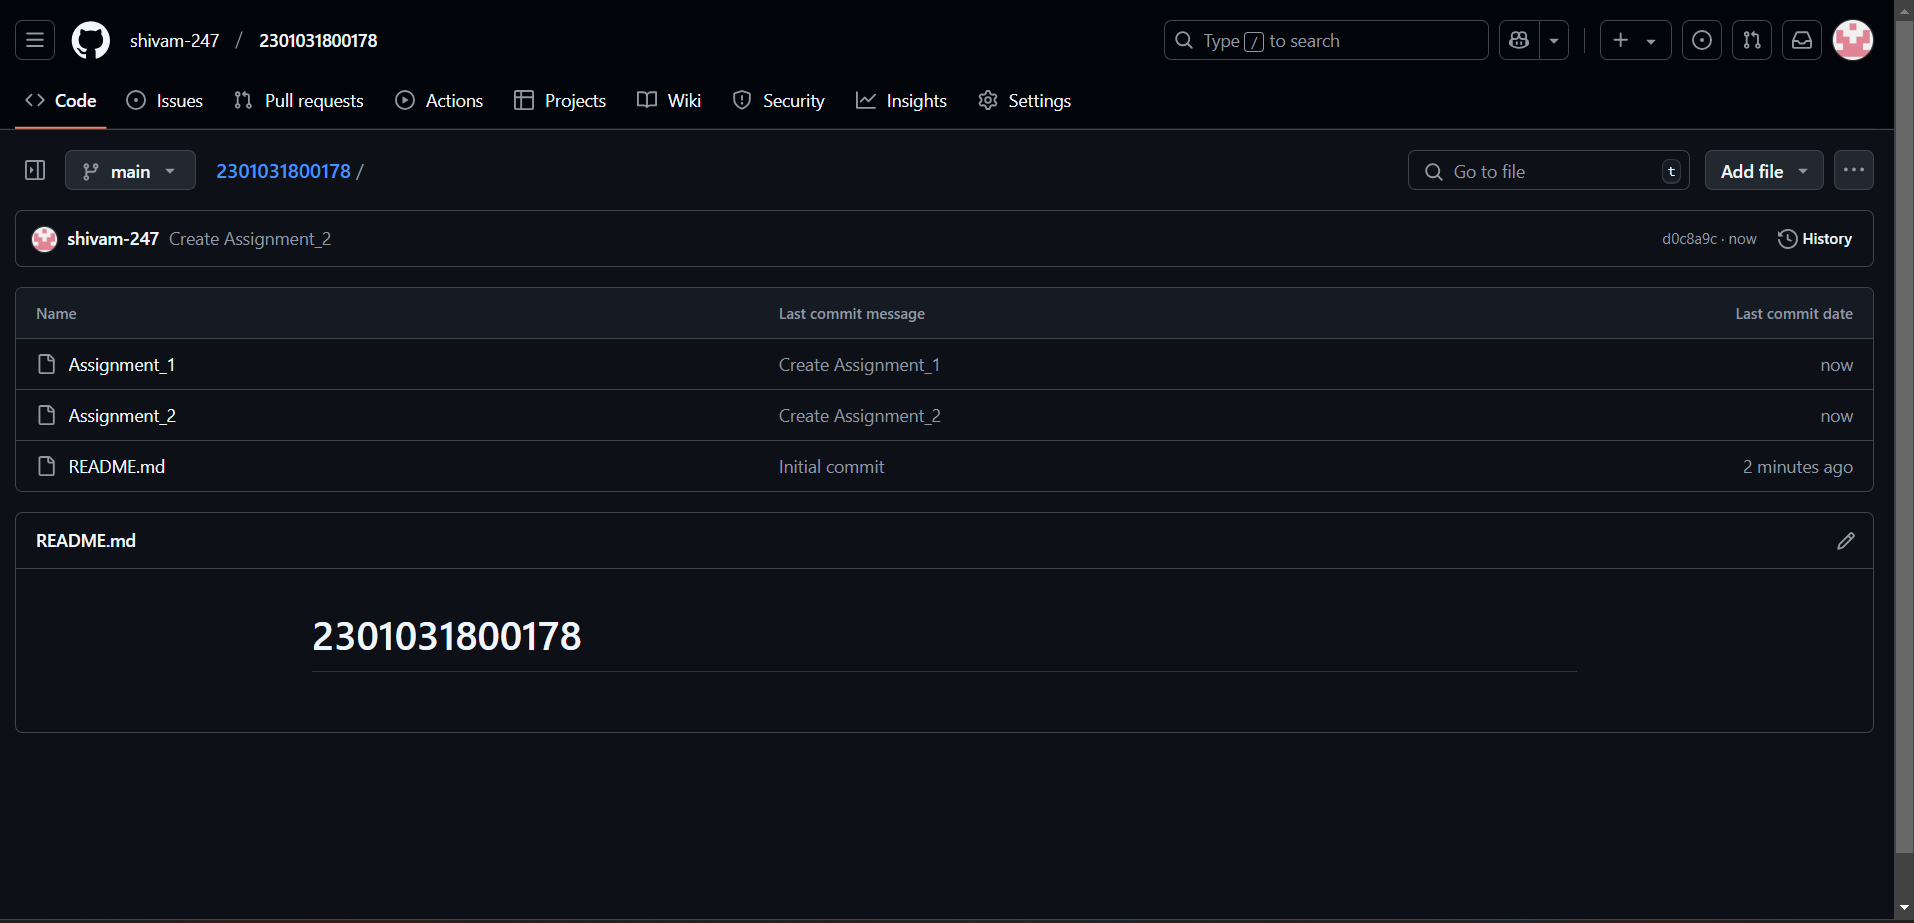 shivam-247 / 2301031800178
Type / to search
Code Issues Pull requests Actions Projects Wiki Security Insights Settings
main 2301031800178 / Go to file t Add file
shivam-247 Create Assignment_2 d0c8a9c · now History
Name Last commit message Last commit date
Assignment_1 Create Assignment_1 now
Assignment_2 Create Assignment_2 now
README.md Initial commit 2 minutes ago
README.md
2301031800178